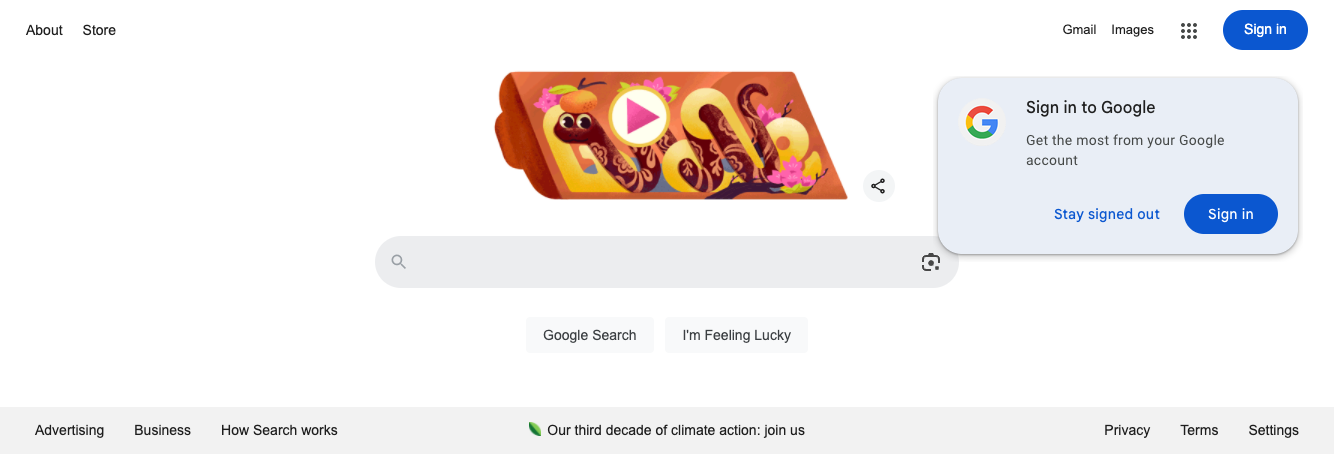 About Store
Gmail Images Sign in
Sign in to Google
Get the most from your Google
account
Stay signed out Sign in
Google Search I'm Feeling Lucky
Advertising Business How Search works
Our third decade of climate action: join us
Privacy Terms Settings